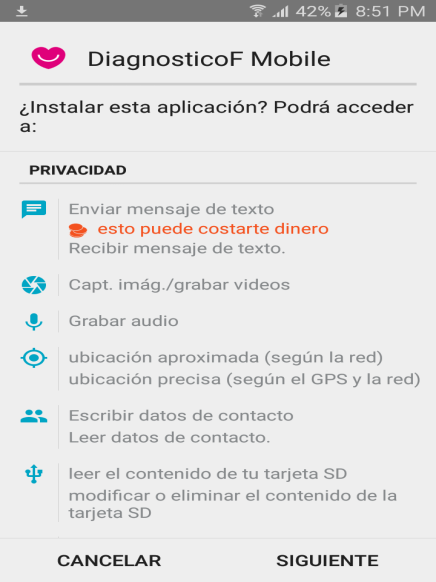 42% 8:51 PM
DiagnosticoF Mobile
¿Instalar esta aplicación? Podrá acceder
a:
PRIVACIDAD
Enviar mensaje de texto
esto puede costarte dinero
Recibir mensaje de texto.
Capt. imág./grabar videos
Grabar audio
ubicación aproximada (según la red)
ubicación precisa (según el GPS y la red)
Escribir datos de contacto
Leer datos de contacto.
leer el contenido de tu tarjeta SD
modificar o eliminar el contenido de la
tarjeta SD
CANCELAR SIGUIENTE